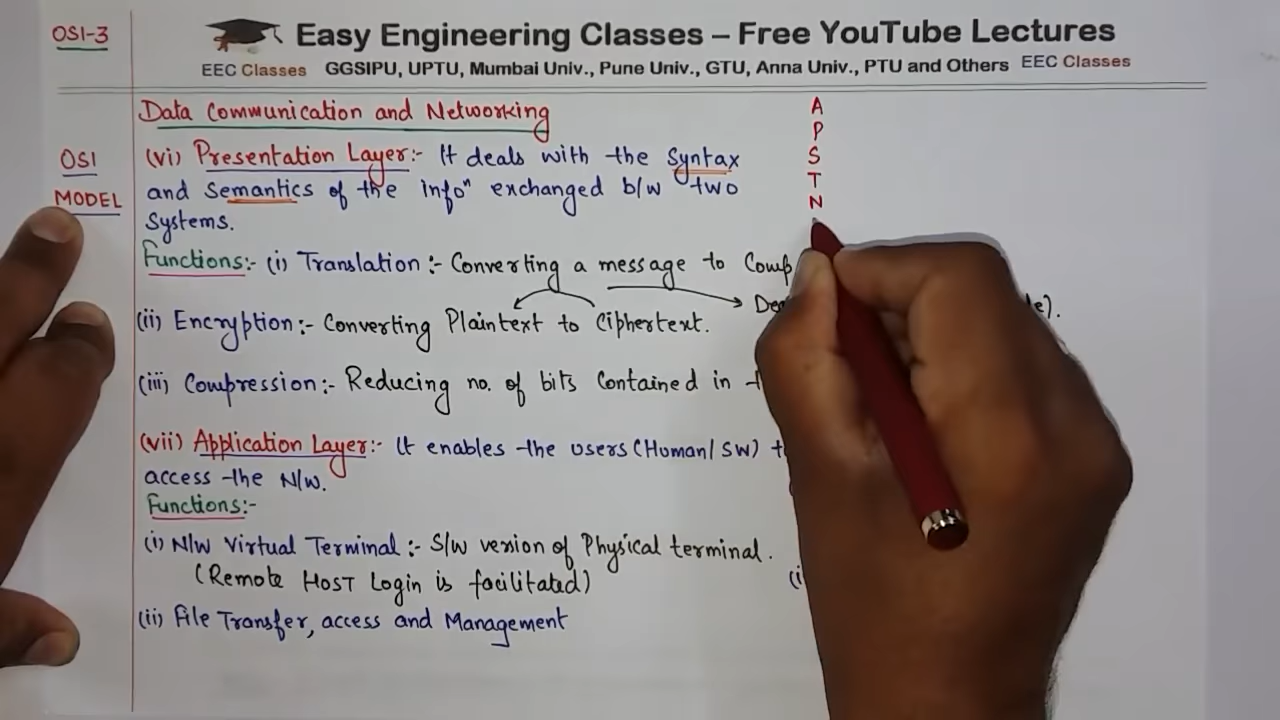 OSI-3
Easy Engineering Classes – Free YouTube Lectures
EEC Classes GGSIPU, UPTU, Mumbai Univ., Pune Univ., GTU, Anna Univ., PTU and Others EEC Classes
Data Communication and Networking
OSI
MODEL
(vi) Presentation Layer:- It deals with the Syntax
and Semantics of the infoⁿ exchanged b/w two
Systems.
Functions:- (i) Translation:- Converting a message to
(ii) Encryption:- Converting Plaintext to Ciphertext.
(iii) Compression:- Reducing no. of bits Contained in
(vii) Application Layer:- It enables the users (Human/SW)
access the N/w.
Functions:-
(i) N/W Virtual Terminal:- S/W version of Physical terminal.
(Remote HOST Login is facilitated)
(ii) File Transfer, access and Management
A
P
S
T
N